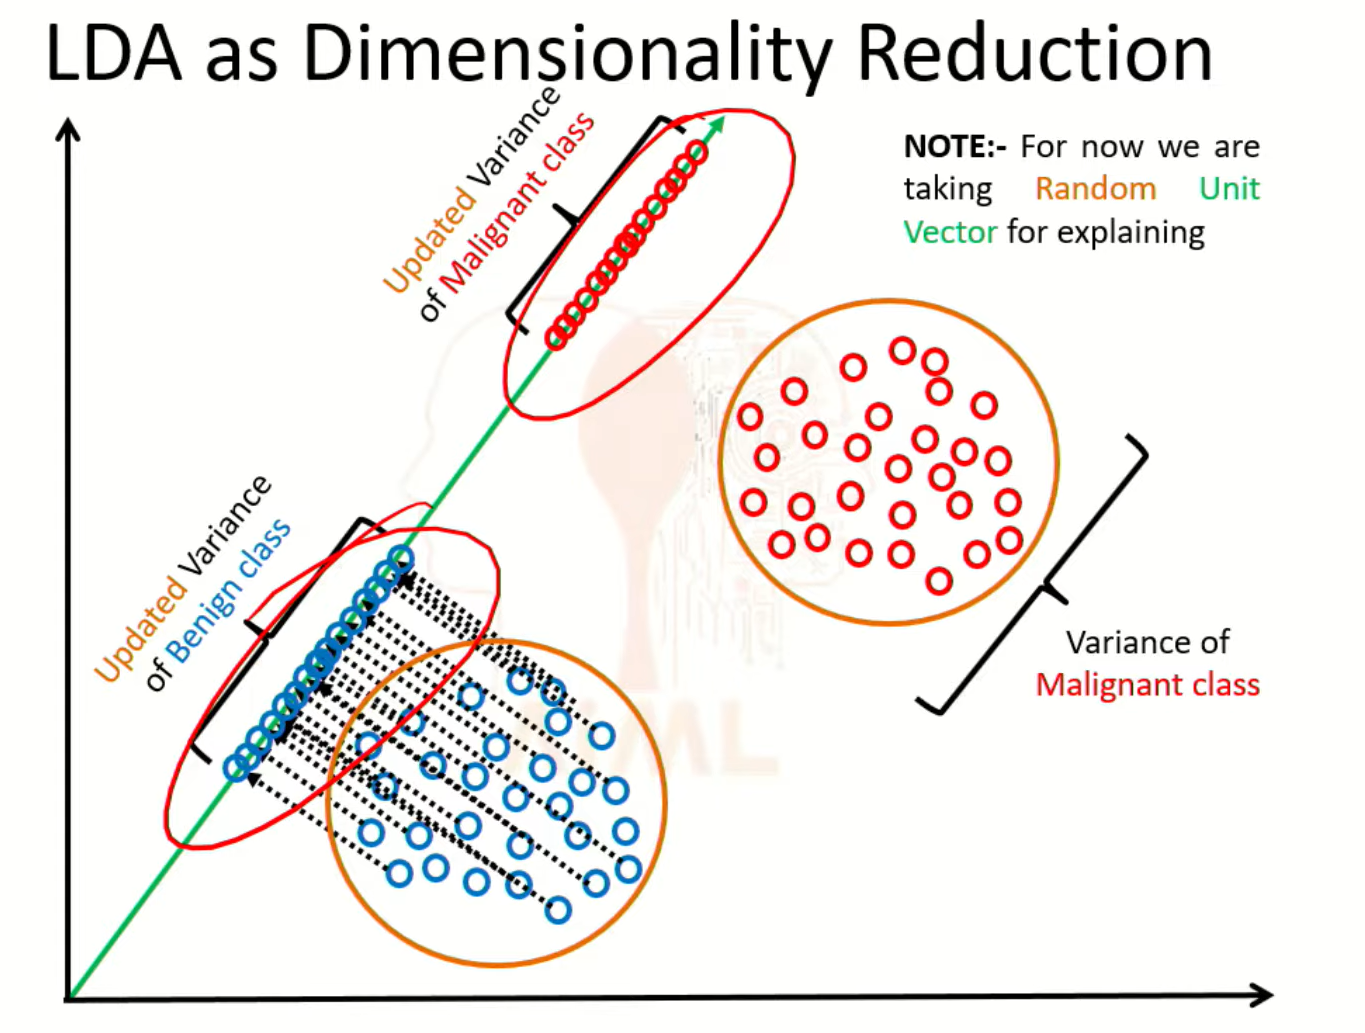 LDA as Dimensionality Reduction
Updated Variance
of Malignant class
NOTE:- For now we are
taking Random Unit
Vector for explaining
Updated Variance
of Benign class
Variance of
Malignant class